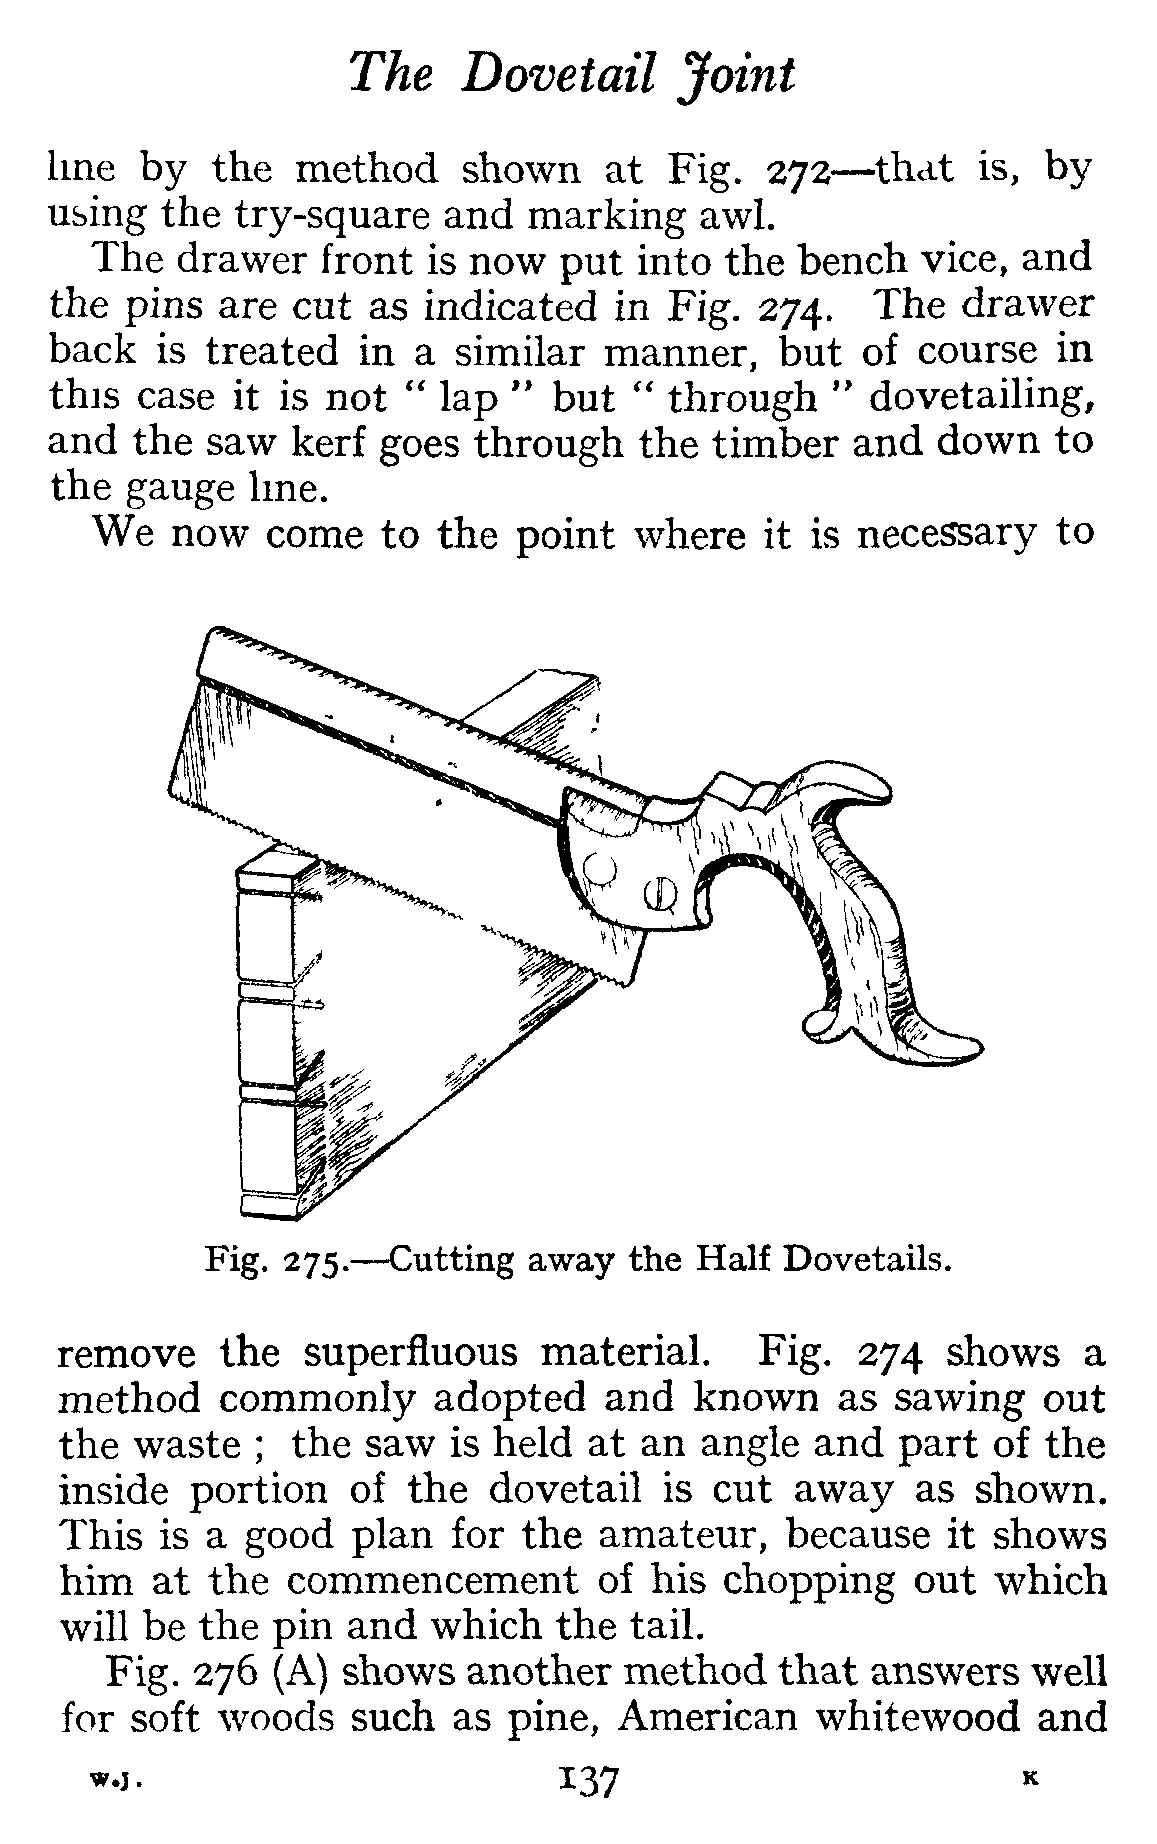 The Dovetail Joint
line by the method shown at Fig. 272—that is, by
using the try-square and marking awl.
The drawer front is now put into the bench vice, and
the pins are cut as indicated in Fig. 274. The drawer
back is treated in a similar manner, but of course in
this case it is not “ lap ” but “ through ” dovetailing,
and the saw kerf goes through the timber and down to
the gauge line.
We now come to the point where it is necessary to
Fig. 275.—Cutting away the Half Dovetails.
remove the superfluous material. Fig. 274 shows a
method commonly adopted and known as sawing out
the waste ; the saw is held at an angle and part of the
inside portion of the dovetail is cut away as shown.
This is a good plan for the amateur, because it shows
him at the commencement of his chopping out which
will be the pin and which the tail.
Fig. 276 (A) shows another method that answers well
for soft woods such as pine, American whitewood and
W.J. 137 K